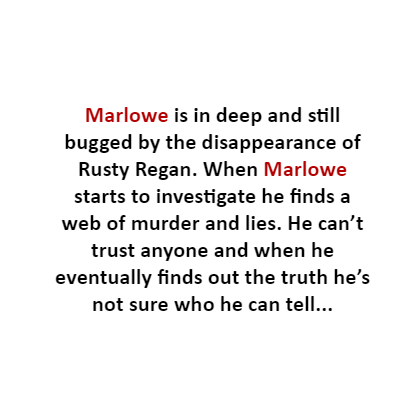 Marlowe is in deep and still
bugged by the disappearance of
Rusty Regan. When Marlowe
starts to investigate he finds a
web of murder and lies. He can’t
trust anyone and when he
eventually finds out the truth he’s
not sure who he can tell...